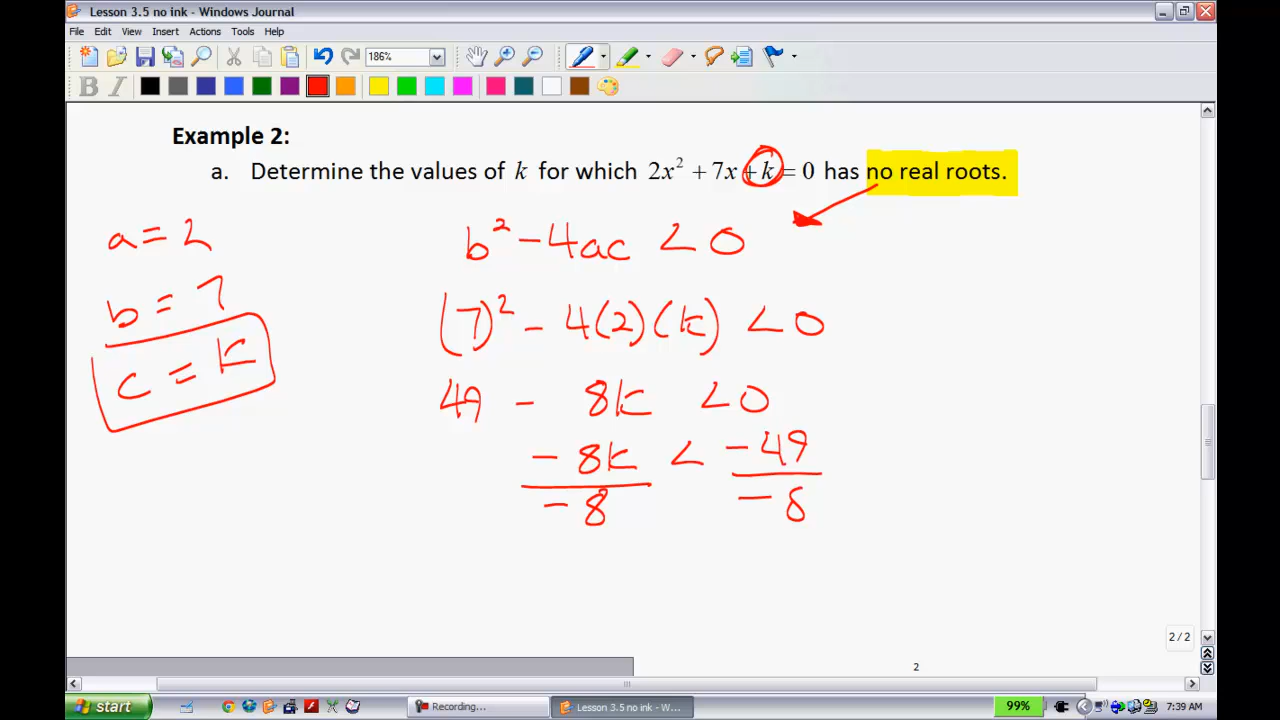 Lesson 3.5 no ink - Windows Journal
File Edit View Insert Actions Tools Help
186%
B I
Example 2:
a. Determine the values of k for which 2x² + 7x + k = 0 has no real roots.
a = 2
b² - 4ac < 0
b = 7
(7)² - 4(2)(k) < 0
c = k
49 - 8k < 0
-8k < -49
-8 -8
2 / 2
2
start
Recording...
Lesson 3.5 no ink - W...
99%
7:39 AM